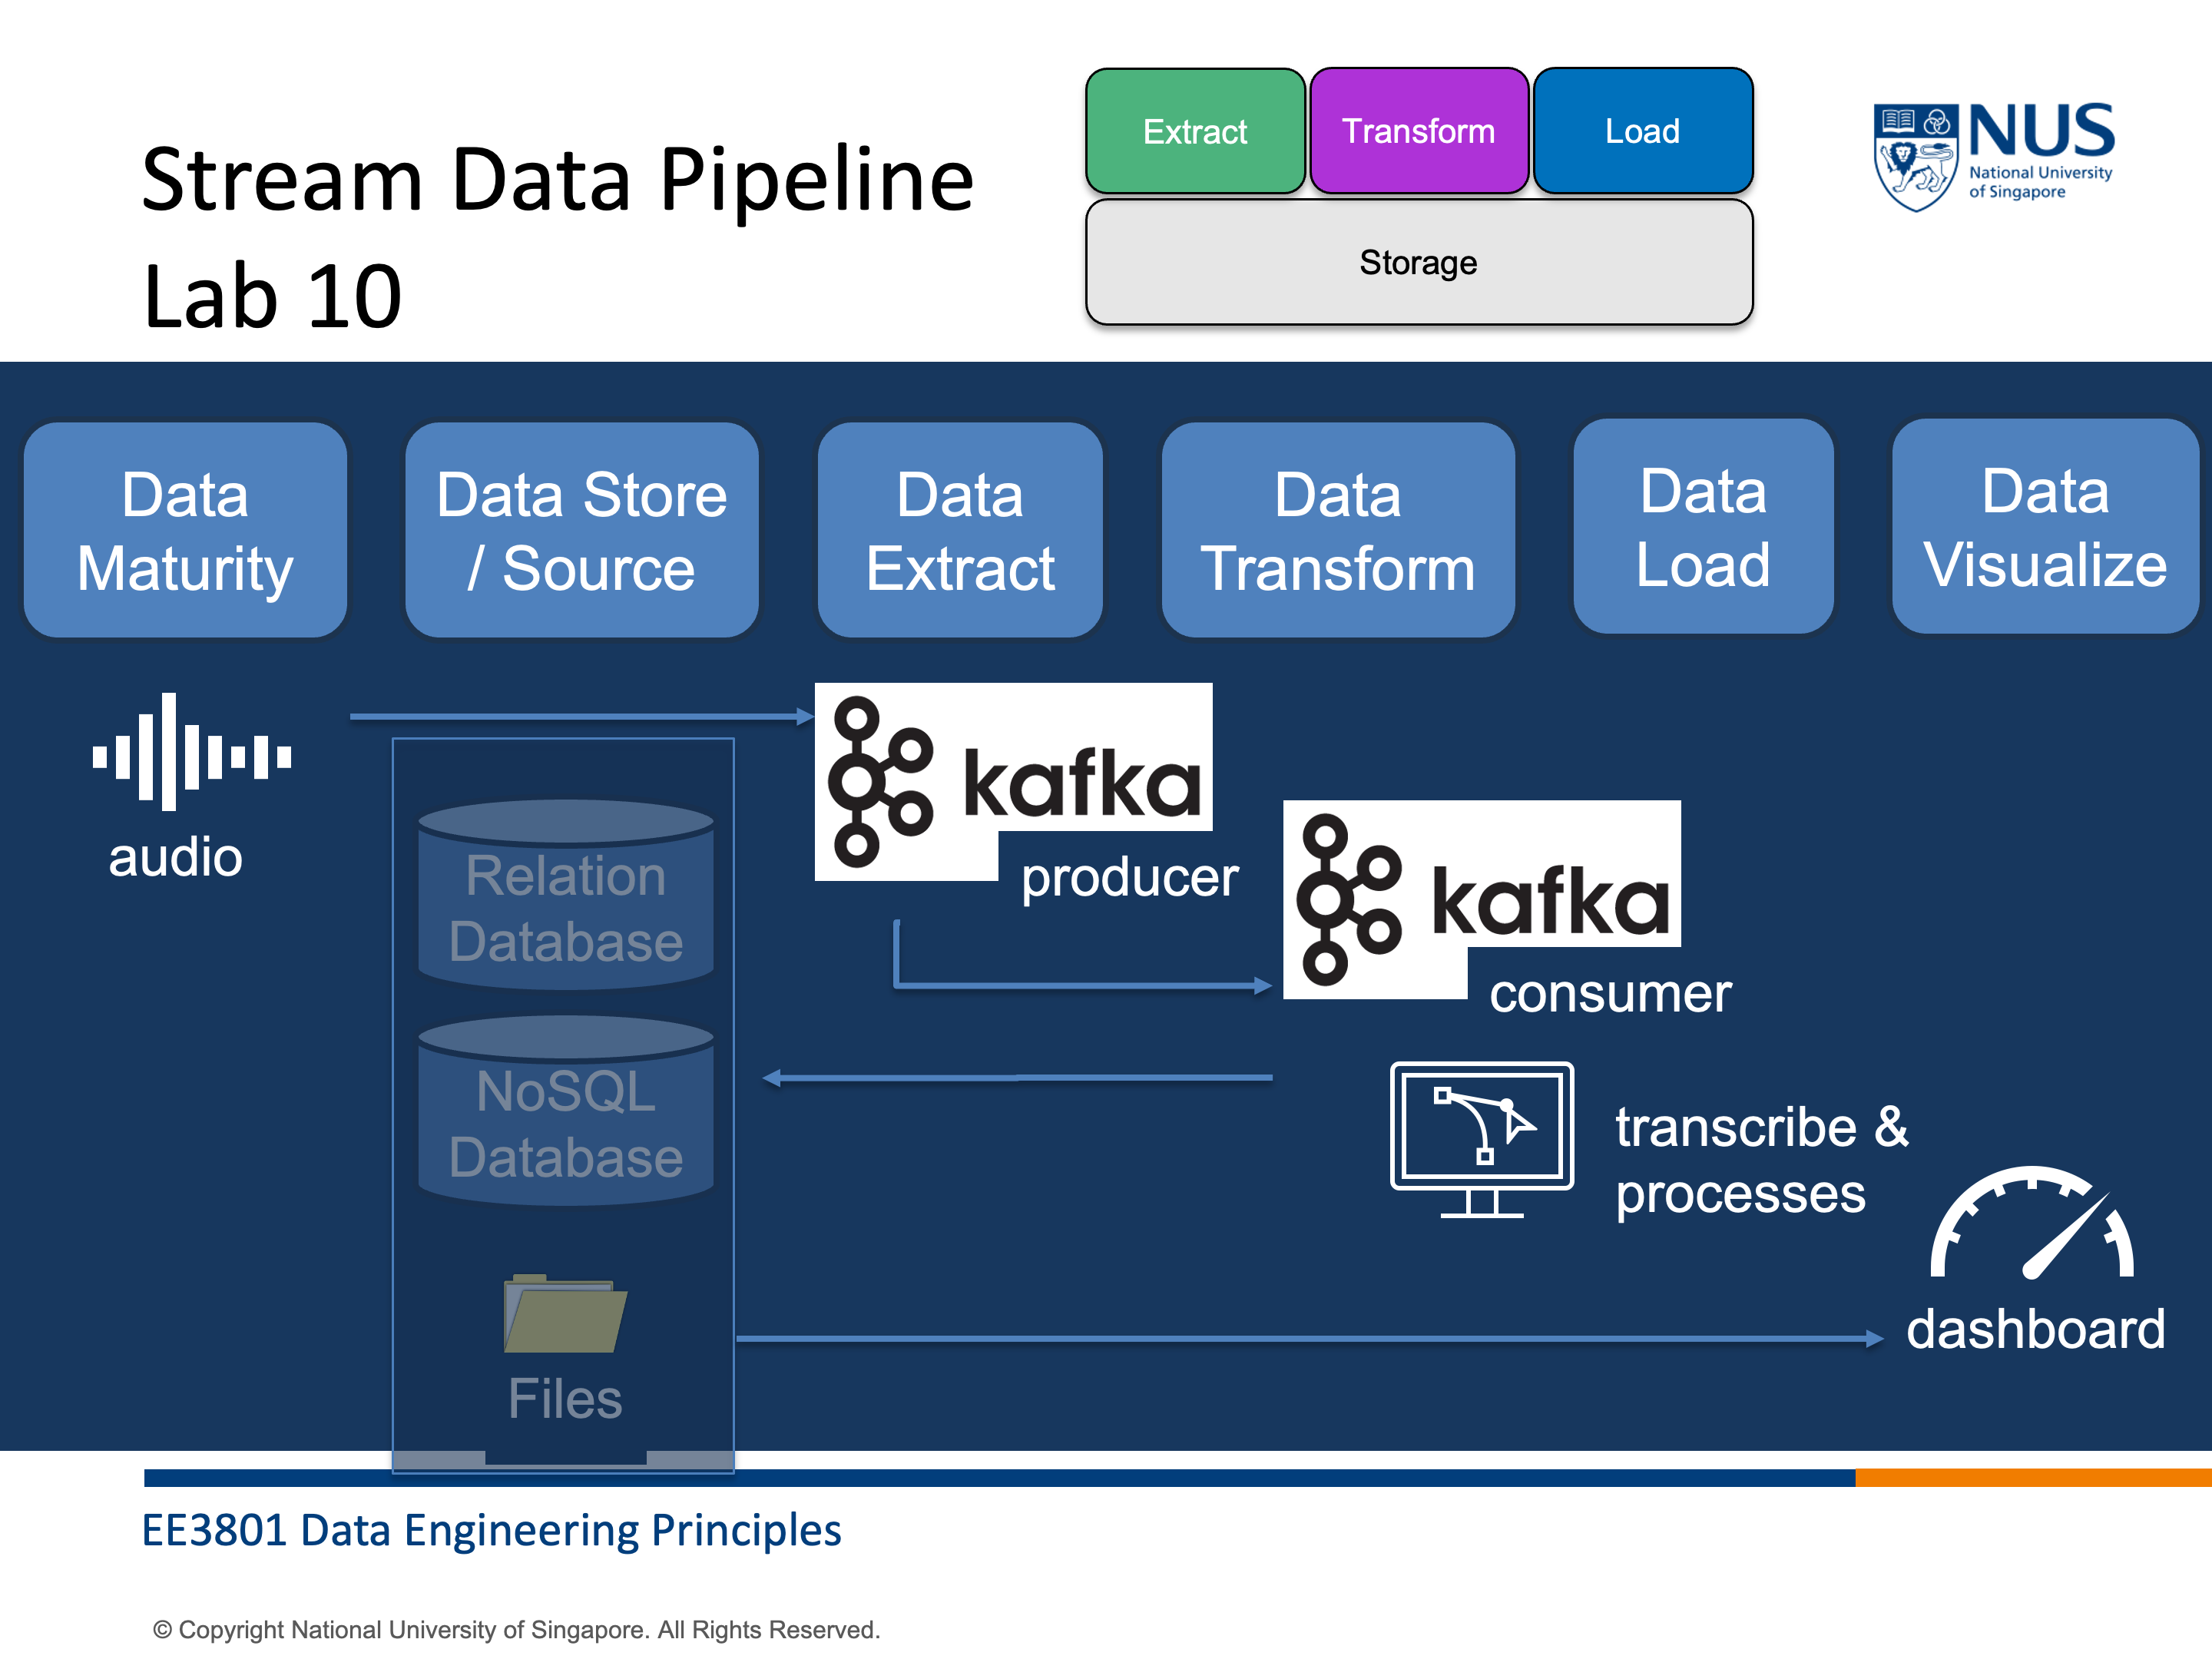 Stream Data Pipeline
Lab 10
Extract
Transform
Load
Storage
NUS
National University
of Singapore
Data
Maturity
Data Store
/ Source
Data
Extract
Data
Transform
Data
Load
Data
Visualize
audio
Relation
Database
NoSQL
Database
Files
kafka
producer
kafka
consumer
transcribe &
processes
dashboard
EE3801 Data Engineering Principles
© Copyright National University of Singapore. All Rights Reserved.